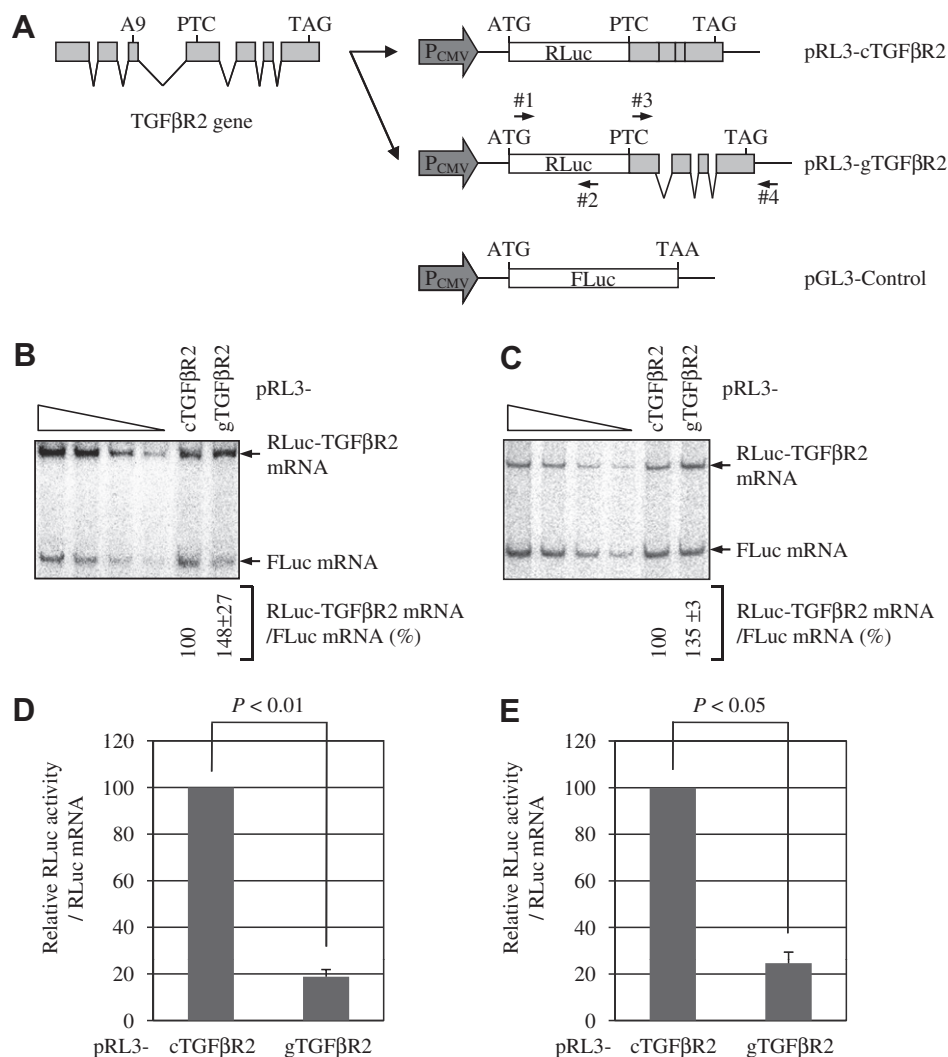 A
A9 PTC TAG
TGFβR2 gene
ATG PTC TAG
P_CMV RLuc pRL3-cTGFβR2
#1 #3
ATG PTC TAG
P_CMV RLuc pRL3-gTGFβR2
#2 #4
ATG TAA
P_CMV FLuc pGL3-Control
B
cTGFβR2
gTGFβR2
pRL3-
RLuc-TGFβR2
mRNA
FLuc mRNA
100
148±27
RLuc-TGFβR2 mRNA
/FLuc mRNA (%)
C
cTGFβR2
gTGFβR2
pRL3-
RLuc-TGFβR2
mRNA
FLuc mRNA
100
135 ±3
RLuc-TGFβR2 mRNA
/FLuc mRNA (%)
D
P < 0.01
Relative RLuc activity
/ RLuc mRNA
120
100
80
60
40
20
0
pRL3- cTGFβR2 gTGFβR2
E
P < 0.05
Relative RLuc activity
/ RLuc mRNA
120
100
80
60
40
20
0
pRL3- cTGFβR2 gTGFβR2